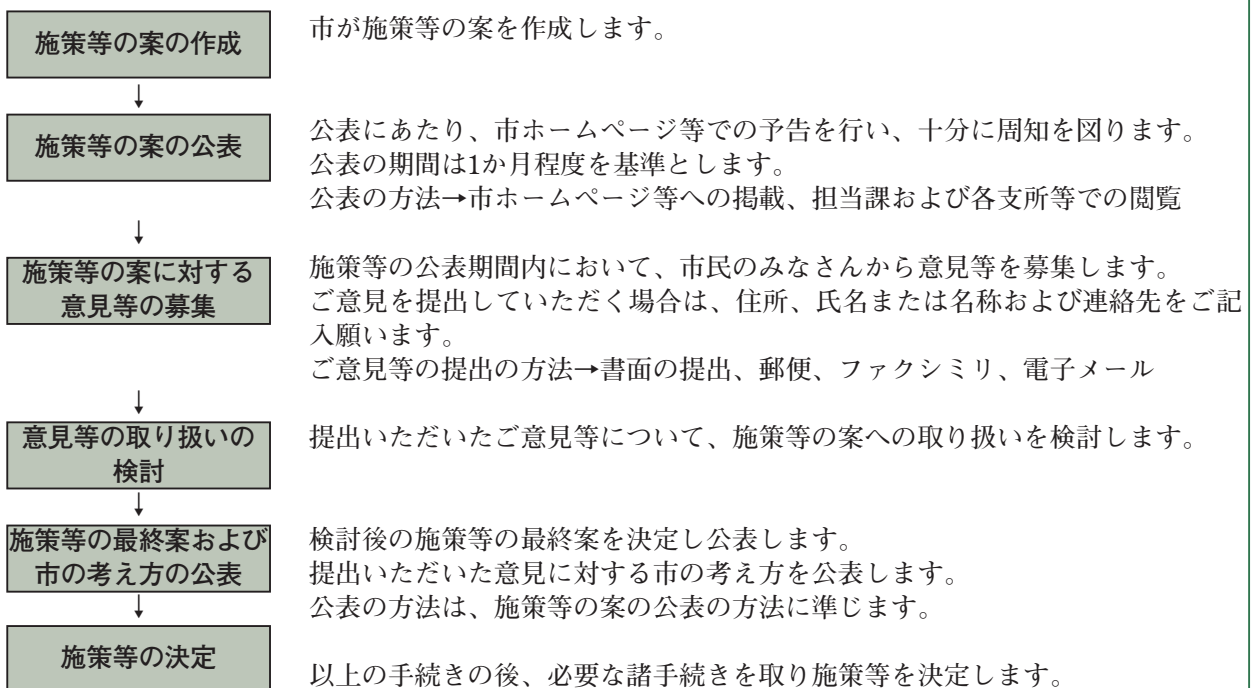 施策等の案の作成
市が施策等の案を作成します。
↓
施策等の案の公表
公表にあたり、市ホームページ等での予告を行い、十分に周知を図ります。
公表の期間は1か月程度を基準とします。
公表の方法→市ホームページ等への掲載、担当課および各支所等での閲覧
↓
施策等の案に対する
意見等の募集
施策等の公表期間内において、市民のみなさんから意見等を募集します。
ご意見を提出していただく場合は、住所、氏名または名称および連絡先をご記
入願います。
ご意見等の提出の方法→書面の提出、郵便、ファクシミリ、電子メール
↓
意見等の取り扱いの
検討
提出いただいたご意見等について、施策等の案への取り扱いを検討します。
↓
施策等の最終案および
市の考え方の公表
検討後の施策等の最終案を決定し公表します。
提出いただいた意見に対する市の考え方を公表します。
公表の方法は、施策等の案の公表の方法に準じます。
↓
施策等の決定
以上の手続きの後、必要な諸手続きを取り施策等を決定します。